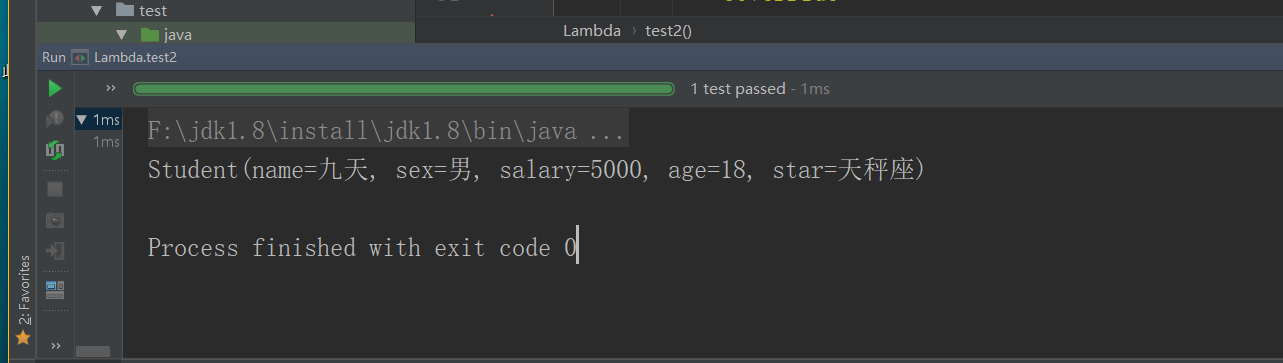 test
java
Lambda › test2()
Run Lambda.test2
» 1 test passed - 1ms
1ms
F:\jdk1.8\install\jdk1.8\bin\java ...
1ms
Student(name=九天, sex=男, salary=5000, age=18, star=天秤座)
Process finished with exit code 0
2: Favorites
»